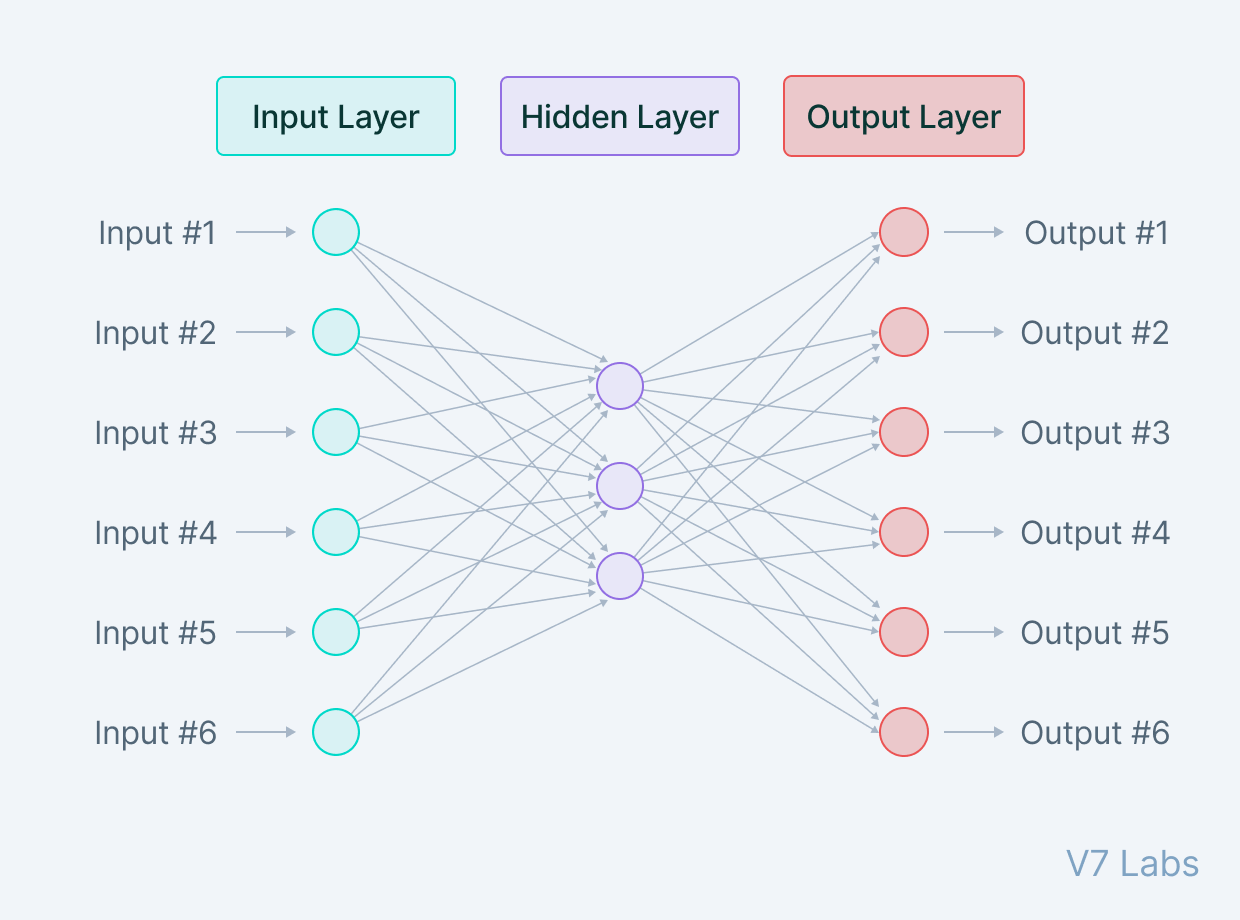 Input Layer
Hidden Layer
Output Layer
Input #1
Output #1
Input #2
Output #2
Input #3
Output #3
Input #4
Output #4
Input #5
Output #5
Input #6
Output #6
V7 Labs